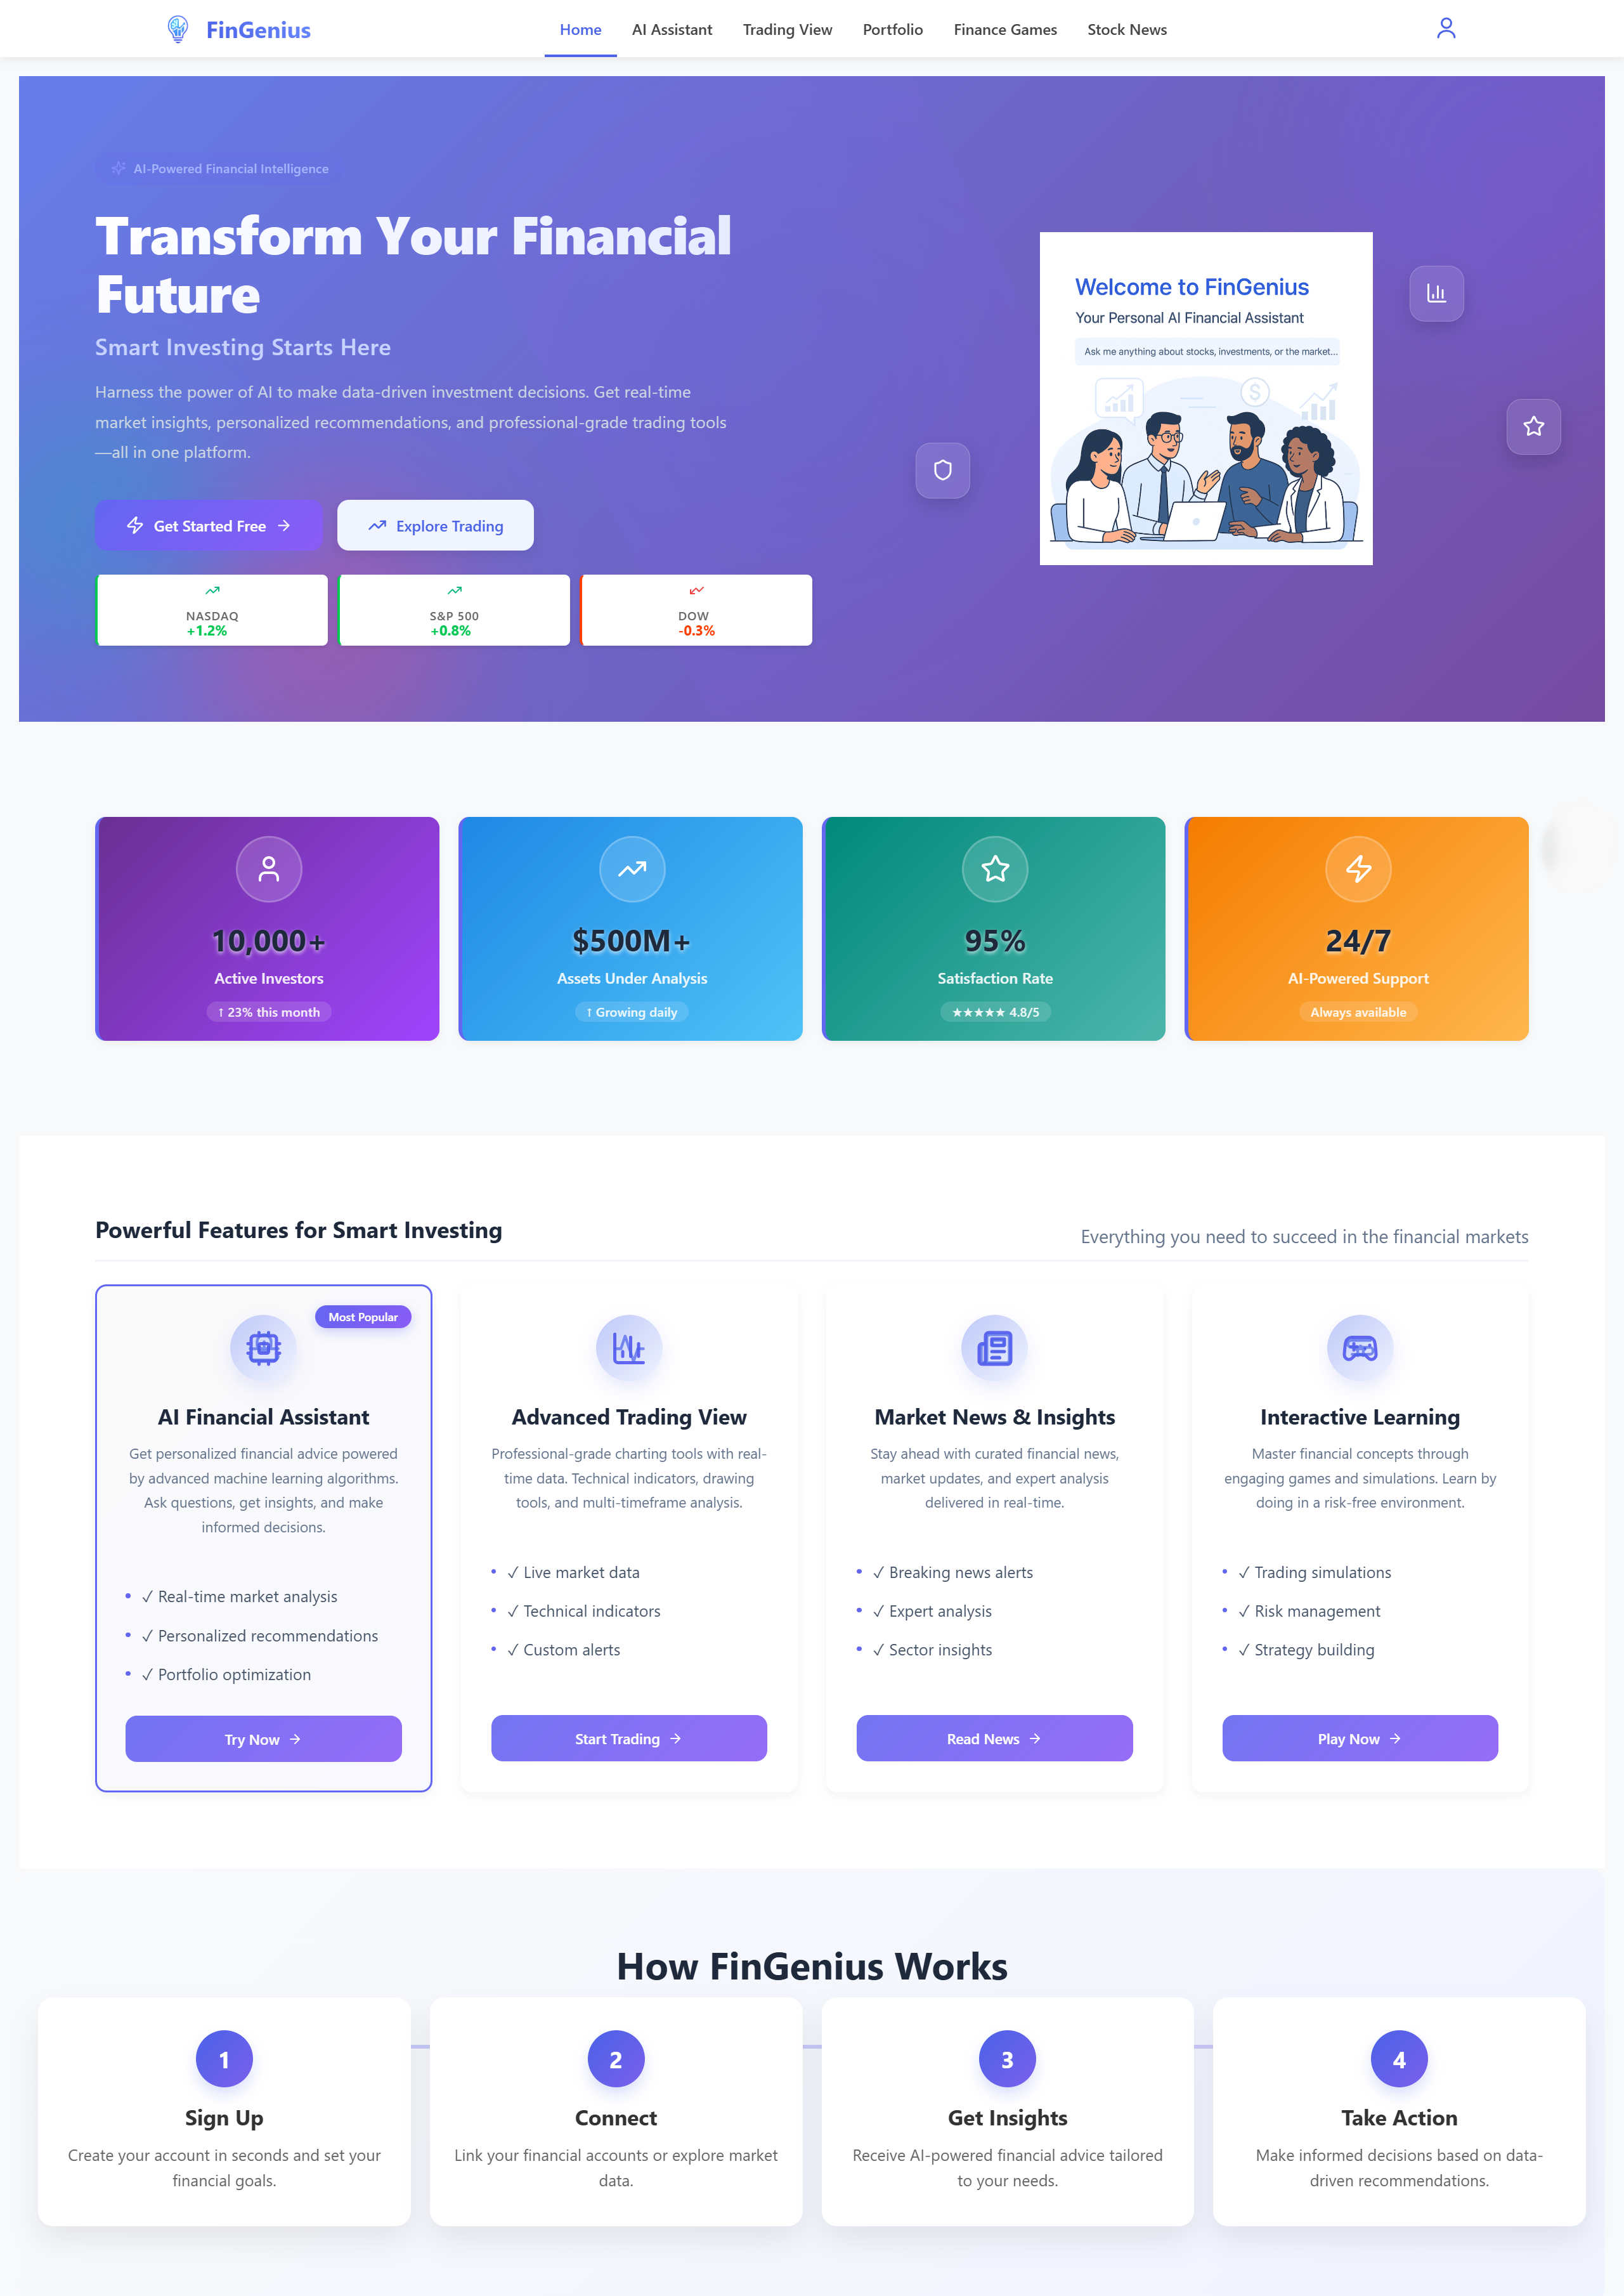 FinGenius
Home
AI Assistant
Trading View
Portfolio
Finance Games
Stock News
AI-Powered Financial Intelligence
Transform Your Financial
Future
Smart Investing Starts Here
Harness the power of AI to make data-driven investment decisions. Get real-time
market insights, personalized recommendations, and professional-grade trading tools
—all in one platform.
Get Started Free →
Explore Trading
NASDAQ
+1.2%
S&P 500
+0.8%
DOW
-0.3%
Welcome to FinGenius
Your Personal AI Financial Assistant
Ask me anything about stocks, investments, or the market...
$
10,000+
Active Investors
↑ 23% this month
$500M+
Assets Under Analysis
↑ Growing daily
95%
Satisfaction Rate
★★★★★ 4.8/5
24/7
AI-Powered Support
Always available
Powerful Features for Smart Investing
Everything you need to succeed in the financial markets
Most Popular
AI Financial Assistant
Get personalized financial advice powered
by advanced machine learning algorithms.
Ask questions, get insights, and make
informed decisions.
• ✓ Real-time market analysis
• ✓ Personalized recommendations
• ✓ Portfolio optimization
Try Now →
Advanced Trading View
Professional-grade charting tools with real-
time data. Technical indicators, drawing
tools, and multi-timeframe analysis.
• ✓ Live market data
• ✓ Technical indicators
• ✓ Custom alerts
Start Trading →
Market News & Insights
Stay ahead with curated financial news,
market updates, and expert analysis
delivered in real-time.
• ✓ Breaking news alerts
• ✓ Expert analysis
• ✓ Sector insights
Read News →
Interactive Learning
Master financial concepts through
engaging games and simulations. Learn by
doing in a risk-free environment.
• ✓ Trading simulations
• ✓ Risk management
• ✓ Strategy building
Play Now →
How FinGenius Works
1
Sign Up
Create your account in seconds and set your
financial goals.
2
Connect
Link your financial accounts or explore market
data.
3
Get Insights
Receive AI-powered financial advice tailored
to your needs.
4
Take Action
Make informed decisions based on data-
driven recommendations.